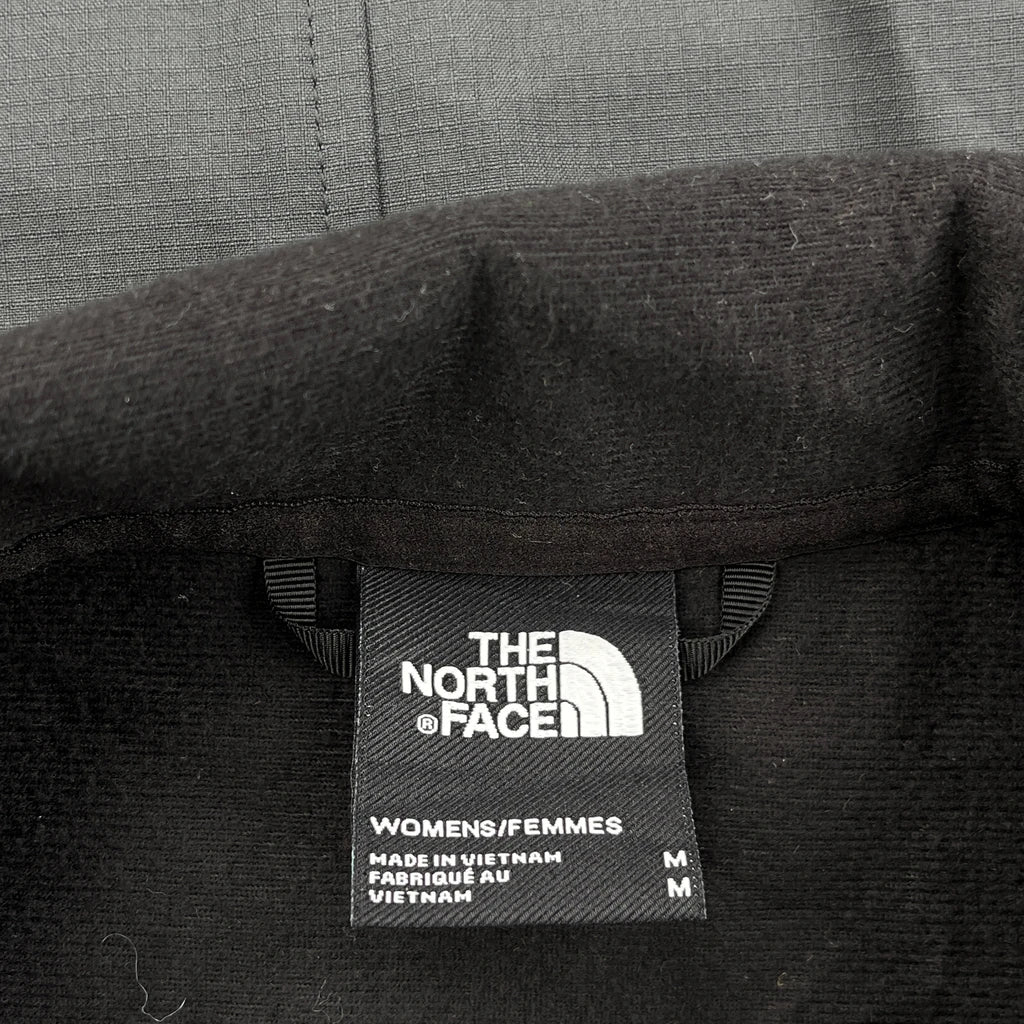 THE
NORTH
® FACE
WOMENS/FEMMES
MADE IN VIETNAM M
FABRIQUÉ AU M
VIETNAM